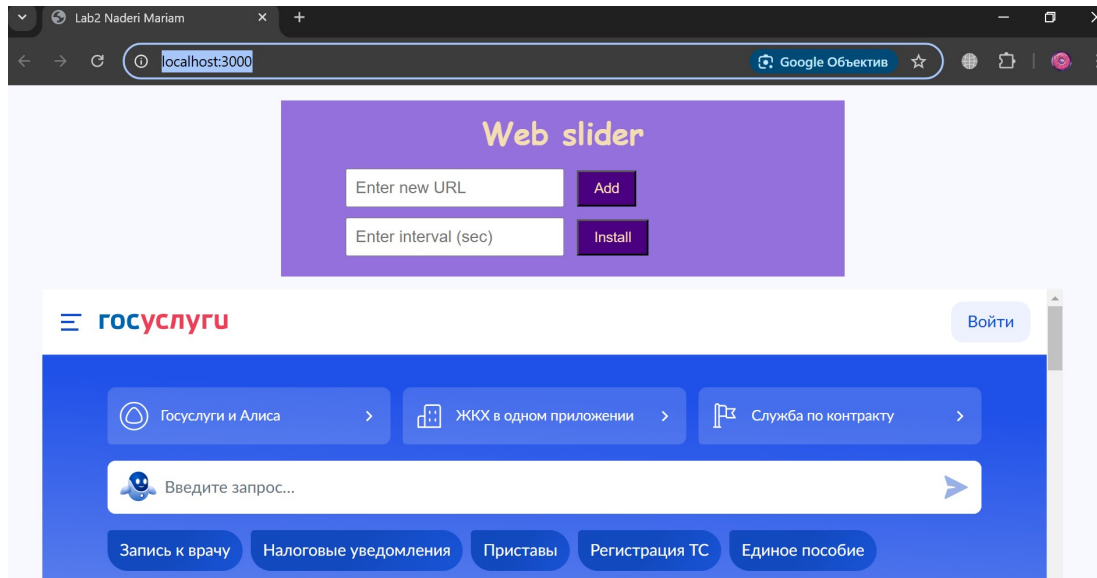 Lab2 Naderi Mariam
localhost:3000
Google Объектив
Web slider
Enter new URL
Add
Enter interval (sec)
Install
госуслуги
Войти
Госуслуги и Алиса
ЖКХ в одном приложении
Служба по контракту
Введите запрос...
Запись к врачу
Налоговые уведомления
Приставы
Регистрация ТС
Единое пособие